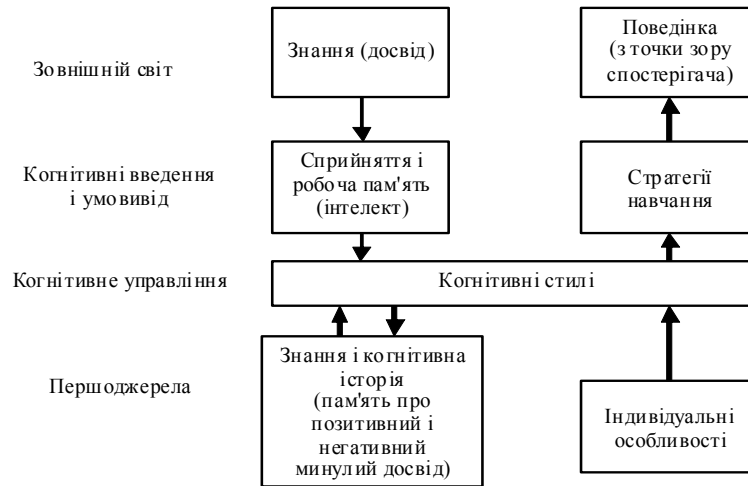 Зовнішній світ
Знання (досвід)
Поведінка
(з точки зору
спостерігача)
Когнітивні введення
і умовивід
Сприйняття і
робоча пам'ять
(інтелект)
Стратегії
навчання
Когнітивне управління
Когнітивні стилі
Першоджерела
Знання і когнітивна
історія
(пам'ять про
позитивний і
негативний
минулий досвід)
Індивідуальні
особливості